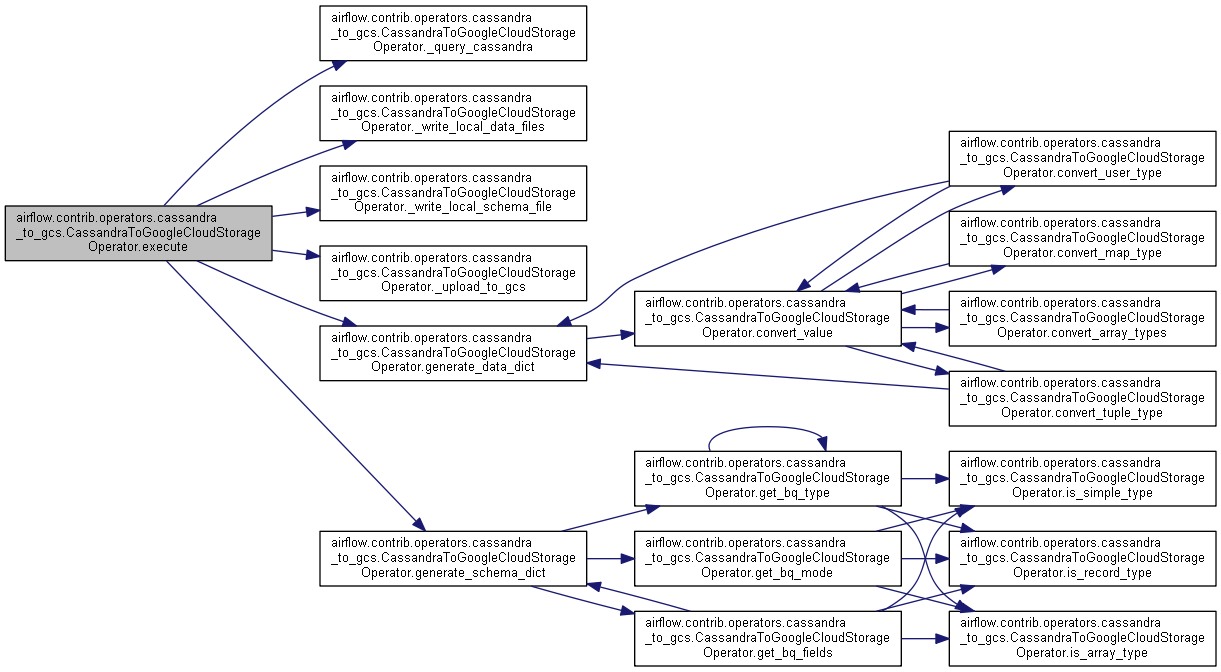 airflow.contrib.operators.cassandra
_to_gcs.CassandraToGoogleCloudStorage
Operator.execute
airflow.contrib.operators.cassandra
_to_gcs.CassandraToGoogleCloudStorage
Operator._query_cassandra
airflow.contrib.operators.cassandra
_to_gcs.CassandraToGoogleCloudStorage
Operator._write_local_data_files
airflow.contrib.operators.cassandra
_to_gcs.CassandraToGoogleCloudStorage
Operator._write_local_schema_file
airflow.contrib.operators.cassandra
_to_gcs.CassandraToGoogleCloudStorage
Operator._upload_to_gcs
airflow.contrib.operators.cassandra
_to_gcs.CassandraToGoogleCloudStorage
Operator.generate_data_dict
airflow.contrib.operators.cassandra
_to_gcs.CassandraToGoogleCloudStorage
Operator.generate_schema_dict
airflow.contrib.operators.cassandra
_to_gcs.CassandraToGoogleCloudStorage
Operator.convert_value
airflow.contrib.operators.cassandra
_to_gcs.CassandraToGoogleCloudStorage
Operator.get_bq_type
airflow.contrib.operators.cassandra
_to_gcs.CassandraToGoogleCloudStorage
Operator.get_bq_mode
airflow.contrib.operators.cassandra
_to_gcs.CassandraToGoogleCloudStorage
Operator.get_bq_fields
airflow.contrib.operators.cassandra
_to_gcs.CassandraToGoogleCloudStorage
Operator.convert_user_type
airflow.contrib.operators.cassandra
_to_gcs.CassandraToGoogleCloudStorage
Operator.convert_map_type
airflow.contrib.operators.cassandra
_to_gcs.CassandraToGoogleCloudStorage
Operator.convert_array_types
airflow.contrib.operators.cassandra
_to_gcs.CassandraToGoogleCloudStorage
Operator.convert_tuple_type
airflow.contrib.operators.cassandra
_to_gcs.CassandraToGoogleCloudStorage
Operator.is_simple_type
airflow.contrib.operators.cassandra
_to_gcs.CassandraToGoogleCloudStorage
Operator.is_record_type
airflow.contrib.operators.cassandra
_to_gcs.CassandraToGoogleCloudStorage
Operator.is_array_type